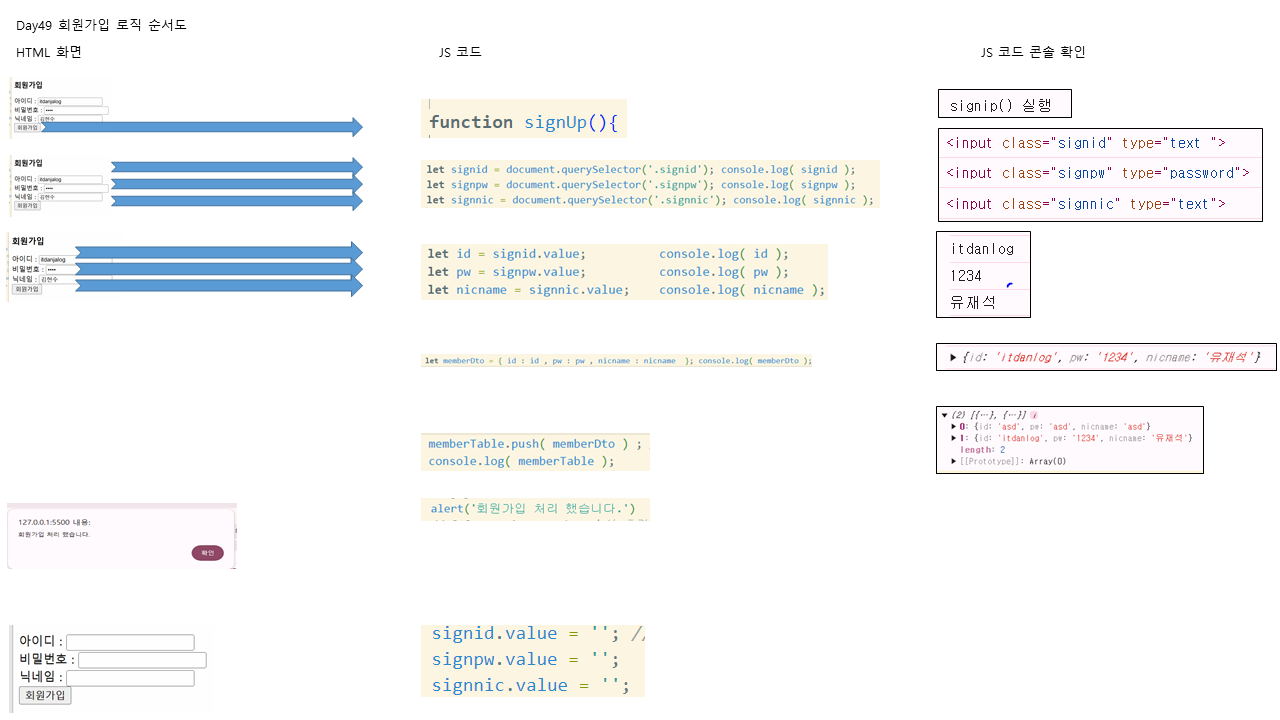 Day49 회원가입 로직 순서도
HTML 화면
JS 코드
JS 코드 콘솔 확인
회원가입
아이디 : itdanjalog
비밀번호 : ••••
닉네임 : 김현수
회원가입
function signUp(){
signip() 실행
회원가입
아이디 : itdanjalog
비밀번호 : ••••
닉네임 : 김현수
회원가입
let signid = document.querySelector('.signid'); console.log( signid );
let signpw = document.querySelector('.signpw'); console.log( signpw );
let signnic = document.querySelector('.signnic'); console.log( signnic );
<input class="signid" type="text ">
<input class="signpw" type="password">
<input class="signnic" type="text">
회원가입
아이디 : itdanjalog
비밀번호 : ••••
닉네임 : 김현수
회원가입
let id = signid.value; console.log( id );
let pw = signpw.value; console.log( pw );
let nicname = signnic.value; console.log( nicname );
itdanlog
1234
유재석
let memberDto = { id : id , pw : pw , nicname : nicname }; console.log( memberDto );
▶ {id: 'itdanlog', pw: '1234', nicname: '유재석'}
memberTable.push( memberDto ) ;
console.log( memberTable );
▼ (2) [{…}, {…}] i
▶ 0: {id: 'asd', pw: 'asd', nicname: 'asd'}
▶ 1: {id: 'itdanlog', pw: '1234', nicname: '유재석'}
length: 2
▶ [[Prototype]]: Array(0)
127.0.0.1:5500 내용:
회원가입 처리 했습니다.
확인
alert('회원가입 처리 했습니다.')
아이디 :
비밀번호 :
닉네임 :
회원가입
signid.value = ''; //
signpw.value = '';
signnic.value = '';